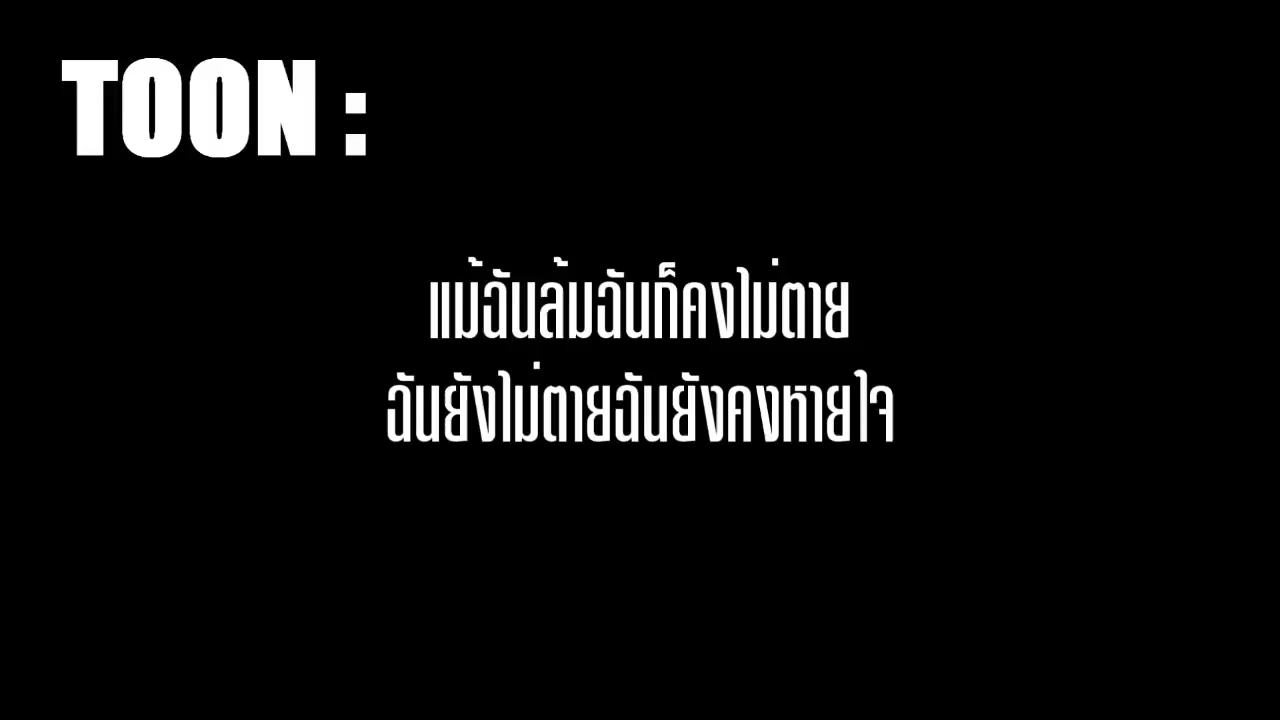 TOON :
แม้ฉันล้มฉันก็คงไม่ตาย
ฉันยังไม่ตายฉันยังคงหายใจ